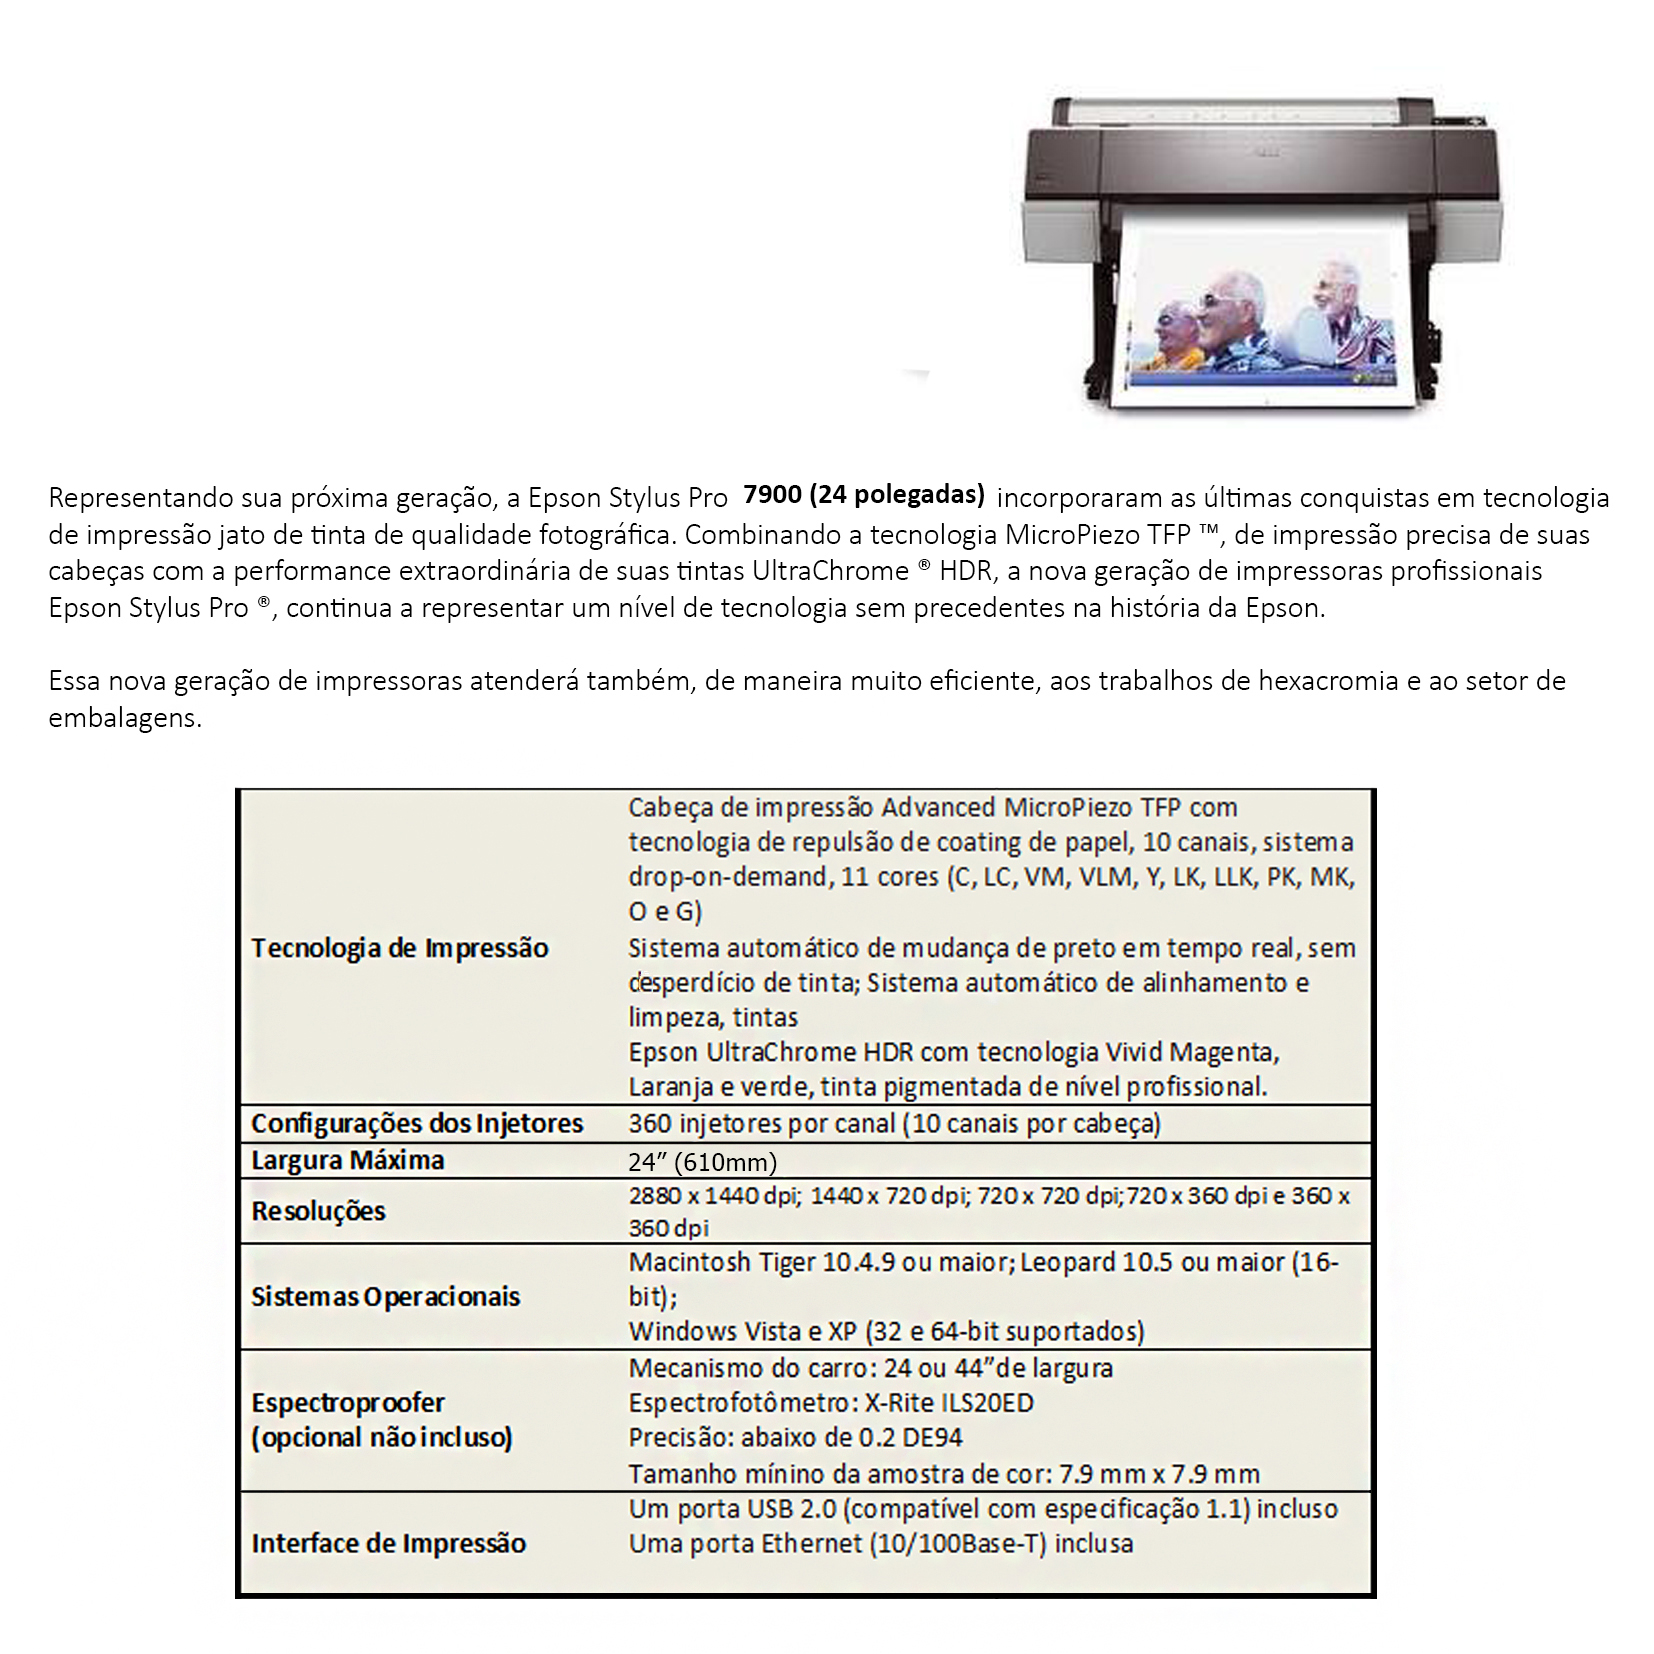 Representando sua próxima geração, a Epson Stylus Pro 7900 (24 polegadas) incorporaram as últimas conquistas em tecnologia
de impressão jato de tinta de qualidade fotográfica. Combinando a tecnologia MicroPiezo TFP ™, de impressão precisa de suas
cabeças com a performance extraordinária de suas tintas UltraChrome ® HDR, a nova geração de impressoras profissionais
Epson Stylus Pro ®, continua a representar um nível de tecnologia sem precedentes na história da Epson.
Essa nova geração de impressoras atenderá também, de maneira muito eficiente, aos trabalhos de hexacromia e ao setor de
embalagens.
Tecnologia de Impressão
Cabeça de impressão Advanced MicroPiezo TFP com
tecnologia de repulsão de coating de papel, 10 canais, sistema
drop-on-demand, 11 cores (C, LC, VM, VLM, Y, LK, LLK, PK, MK,
O e G)
Sistema automático de mudança de preto em tempo real, sem
desperdício de tinta; Sistema automático de alinhamento e
limpeza, tintas
Epson UltraChrome HDR com tecnologia Vivid Magenta,
Laranja e verde, tinta pigmentada de nível profissional.
Configurações dos Injetores
360 injetores por canal (10 canais por cabeça)
Largura Máxima
24” (610mm)
Resoluções
2880 x 1440 dpi; 1440 x 720 dpi; 720 x 720 dpi; 720 x 360 dpi e 360 x
360 dpi
Sistemas Operacionais
Macintosh Tiger 10.4.9 ou maior; Leopard 10.5 ou maior (16-
bit);
Windows Vista e XP (32 e 64-bit suportados)
Espectroproofer
(opcional não incluso)
Mecanismo do carro: 24 ou 44” de largura
Espectrofotômetro: X-Rite ILS20ED
Precisão: abaixo de 0.2 DE94
Tamanho mínino da amostra de cor: 7.9 mm x 7.9 mm
Interface de Impressão
Um porta USB 2.0 (compatível com especificação 1.1) incluso
Uma porta Ethernet (10/100Base-T) inclusa